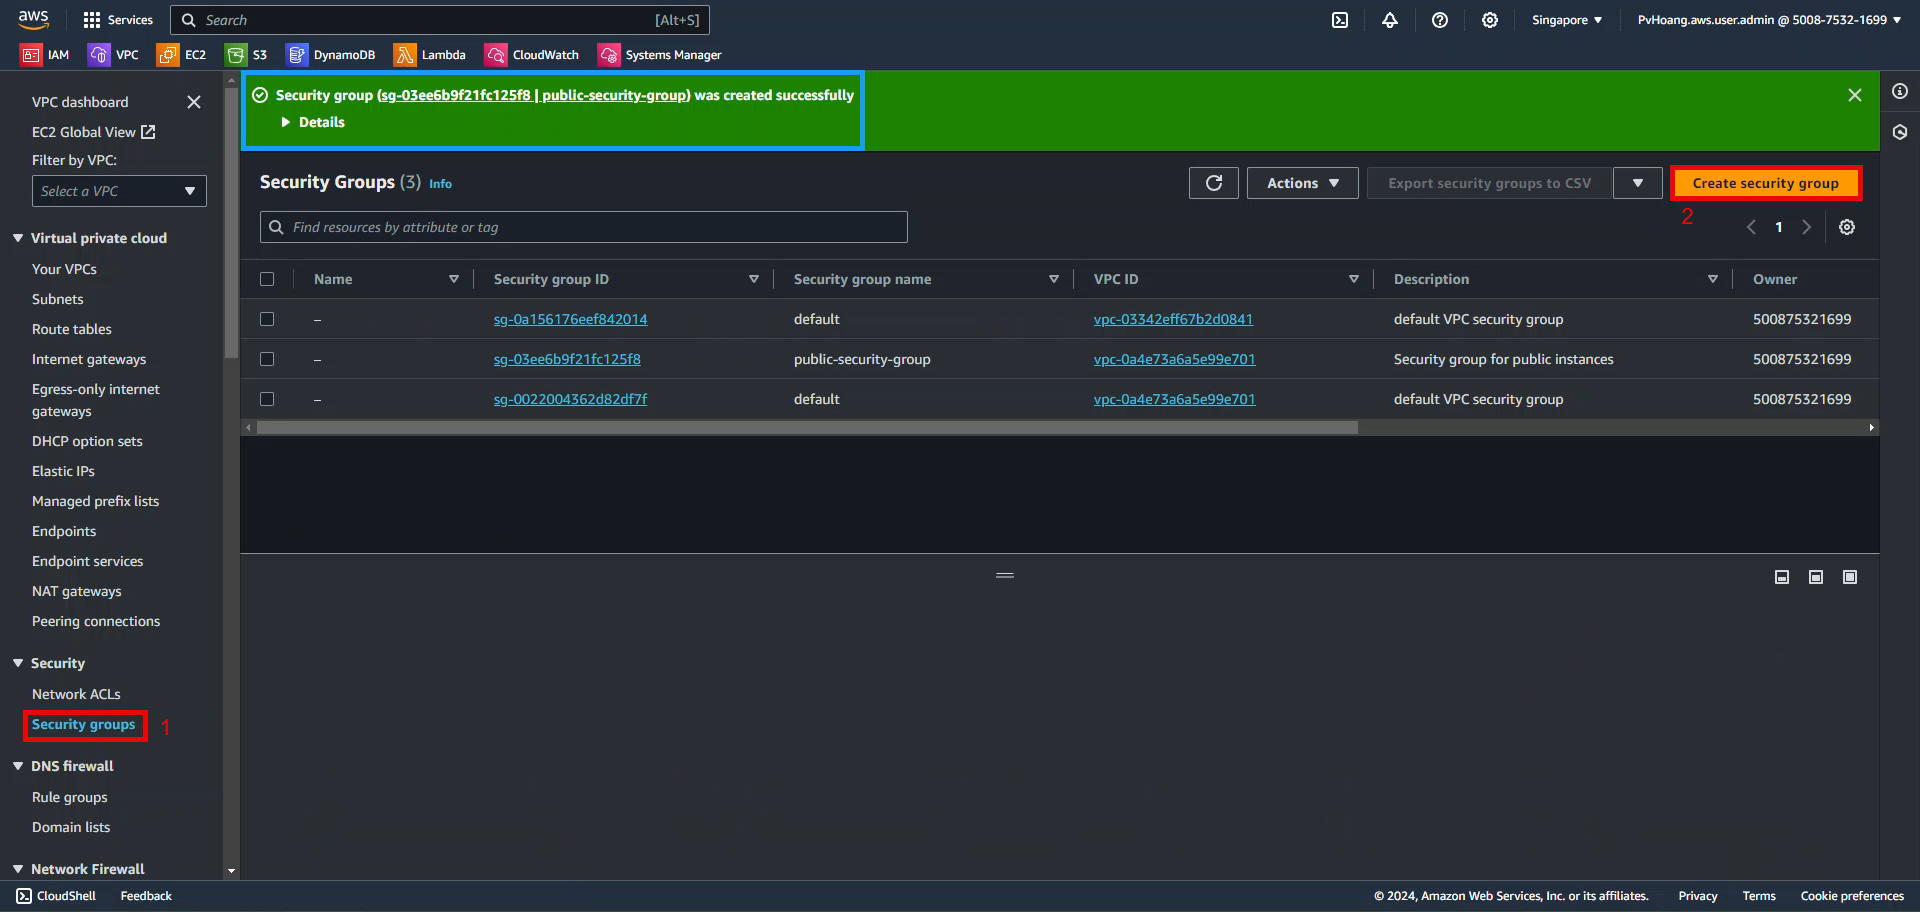 aws
Services
Search
[Alt+S]
Singapore
PvHoang.aws.user.admin @ 5008-7532-1699
IAM
VPC
EC2
S3
DynamoDB
Lambda
CloudWatch
Systems Manager
VPC dashboard
EC2 Global View
Filter by VPC:
Select a VPC
Virtual private cloud
Your VPCs
Subnets
Route tables
Internet gateways
Egress-only internet
gateways
DHCP option sets
Elastic IPs
Managed prefix lists
Endpoints
Endpoint services
NAT gateways
Peering connections
Security
Network ACLs
Security groups 1
DNS firewall
Rule groups
Domain lists
Network Firewall
Security group (sg-03ee6b9f21fc125f8 | public-security-group) was created successfully
Details
Security Groups (3) Info
Actions
Export security groups to CSV
Create security group
2
Find resources by attribute or tag
1
Name Security group ID Security group name VPC ID Description Owner
– sg-0a156176eef842014 default vpc-03342eff67b2d0841 default VPC security group 500875321699
– sg-03ee6b9f21fc125f8 public-security-group vpc-0a4e73a6a5e99e701 Security group for public instances 500875321699
– sg-0022004362d82df7f default vpc-0a4e73a6a5e99e701 default VPC security group 500875321699
CloudShell
Feedback
© 2024, Amazon Web Services, Inc. or its affiliates.
Privacy
Terms
Cookie preferences